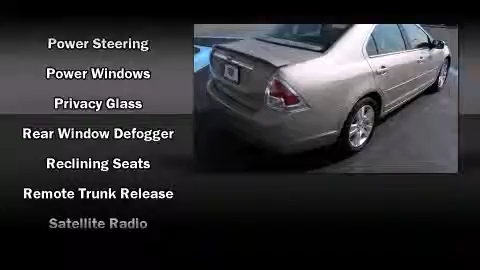 Power Steering
Power Windows
Privacy Glass
Rear Window Defogger
Reclining Seats
Remote Trunk Release
Satellite Radio